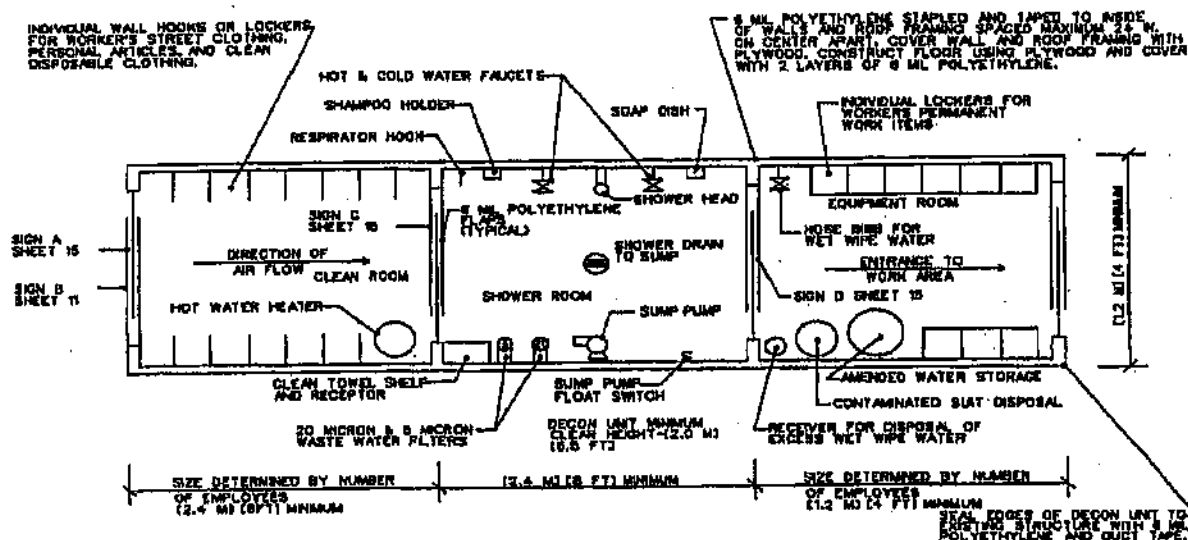 INDIVIDUAL WALL HOOKS OR LOCKERS
FOR WORKER'S STREET CLOTHING,
PERSONAL ARTICLES, AND CLEAN
DISPOSABLE CLOTHING.
6 MIL POLYETHYLENE STAPLED AND TAPED TO INSIDE
OF WALLS AND ROOF FRAMING SPACED MAXIMUM 24 IN.
ON CENTER APART. COVER WALL AND ROOF FRAMING WITH
PLYWOOD. CONSTRUCT FLOOR USING PLYWOOD AND COVER
WITH 2 LAYERS OF 6 MIL POLYETHYLENE.
HOT & COLD WATER FAUCETS
SHAMPOO HOLDER
RESPIRATOR HOOK
SOAP DISH
INDIVIDUAL LOCKERS FOR
WORKERS PERMANENT
WORK ITEMS
SIGN C
SHEET 15
6 MIL POLYETHYLENE
FLAPS
(TYPICAL)
SHOWER HEAD
EQUIPMENT ROOM
HOSE BIBB FOR
WET WIPE WATER
SIGN A
SHEET 15
SIGN B
SHEET 11
DIRECTION OF
AIR FLOW
CLEAN ROOM
SHOWER DRAIN
TO SUMP
ENTRANCE TO
WORK AREA
(1.2 M) (4 FT) MINIMUM
HOT WATER HEATER
SHOWER ROOM
SUMP PUMP
SIGN D SHEET 15
CLEAN TOWEL SHELF
AND RECEPTOR
SUMP PUMP
FLOAT SWITCH
AMENDED WATER STORAGE
CONTAMINATED SUIT DISPOSAL
20 MICRON & 5 MICRON
WASTE WATER FILTERS
DECON UNIT MINIMUM
CLEAR HEIGHT-(2.0 M)
(6.5 FT)
RECEIVER FOR DISPOSAL OF
EXCESS WET WIPE WATER
SIZE DETERMINED BY NUMBER
OF EMPLOYEES
(2.4 M) (8FT) MINIMUM
(2.4 M) (8 FT) MINIMUM
SIZE DETERMINED BY NUMBER
OF EMPLOYEES
(1.2 M) (4 FT) MINIMUM
SEAL EDGES OF DECON UNIT TO
EXISTING STRUCTURE WITH 6 MIL
POLYETHYLENE AND DUCT TAPE.